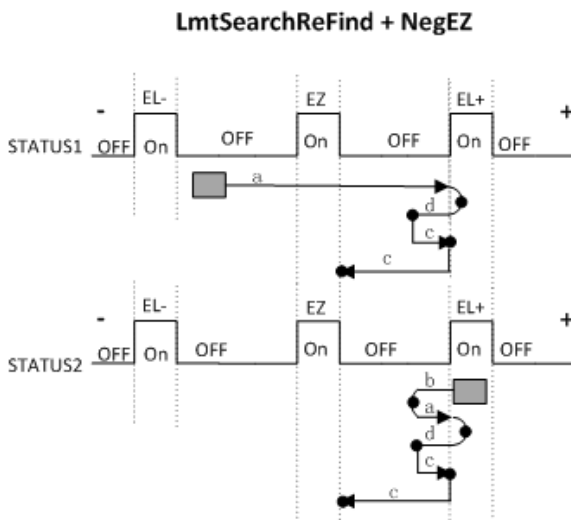 LmtSearchReFind + NegEZ
- EL- EZ EL+ +
STATUS1 OFF On OFF On OFF On OFF
a
d
c
c
- EL- EZ EL+ +
STATUS2 OFF On OFF On OFF On OFF
b
a
d
c
c